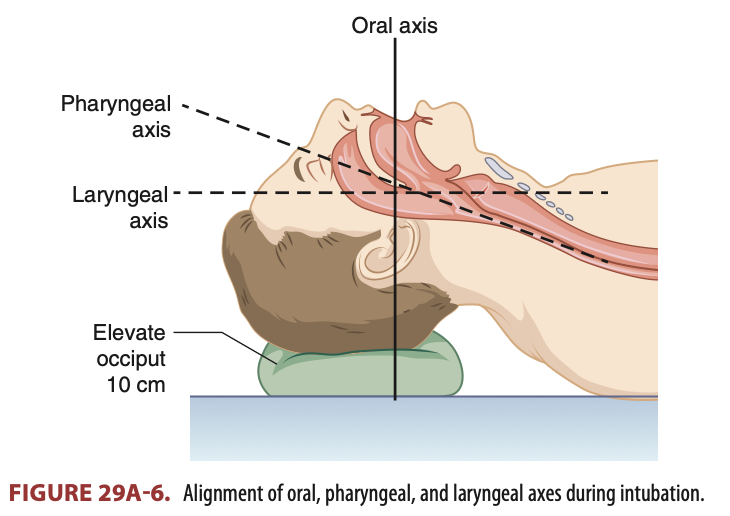 Oral axis
Pharyngeal
axis
Laryngeal
axis
Elevate
occiput
10 cm
FIGURE 29A-6. Alignment of oral, pharyngeal, and laryngeal axes during intubation.